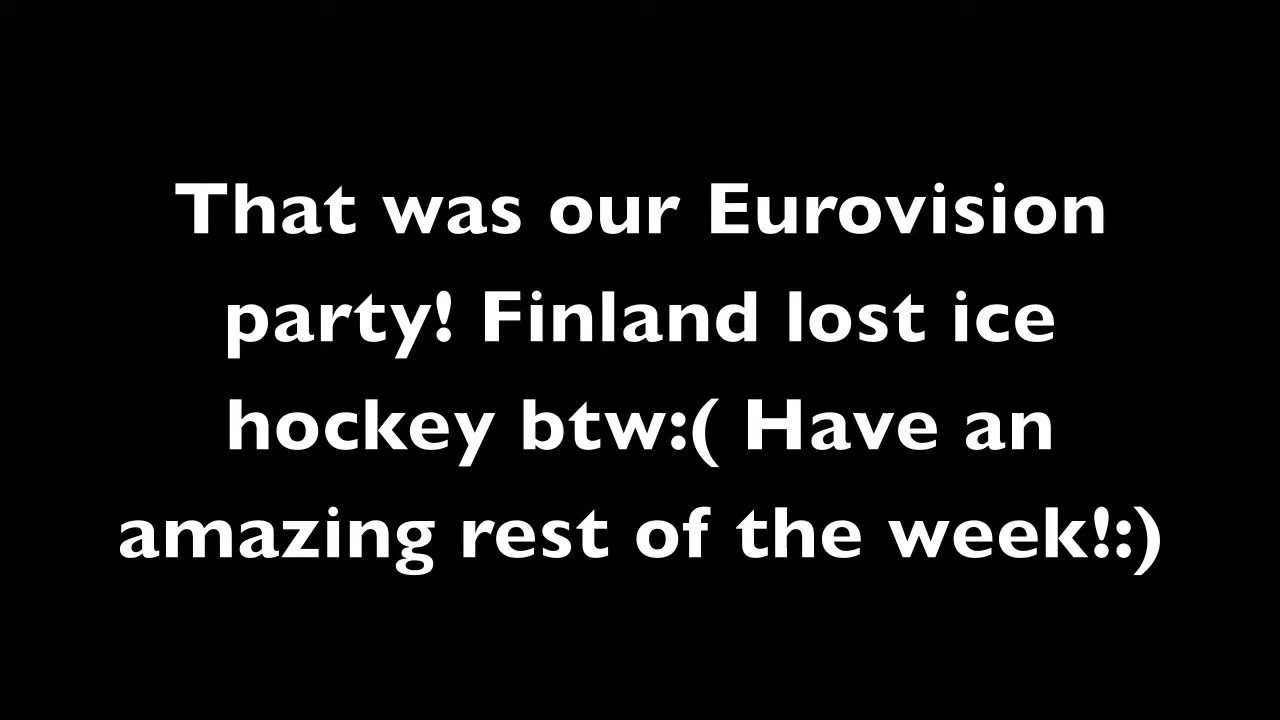 That was our Eurovision
party! Finland lost ice
hockey btw:( Have an
amazing rest of the week!:)